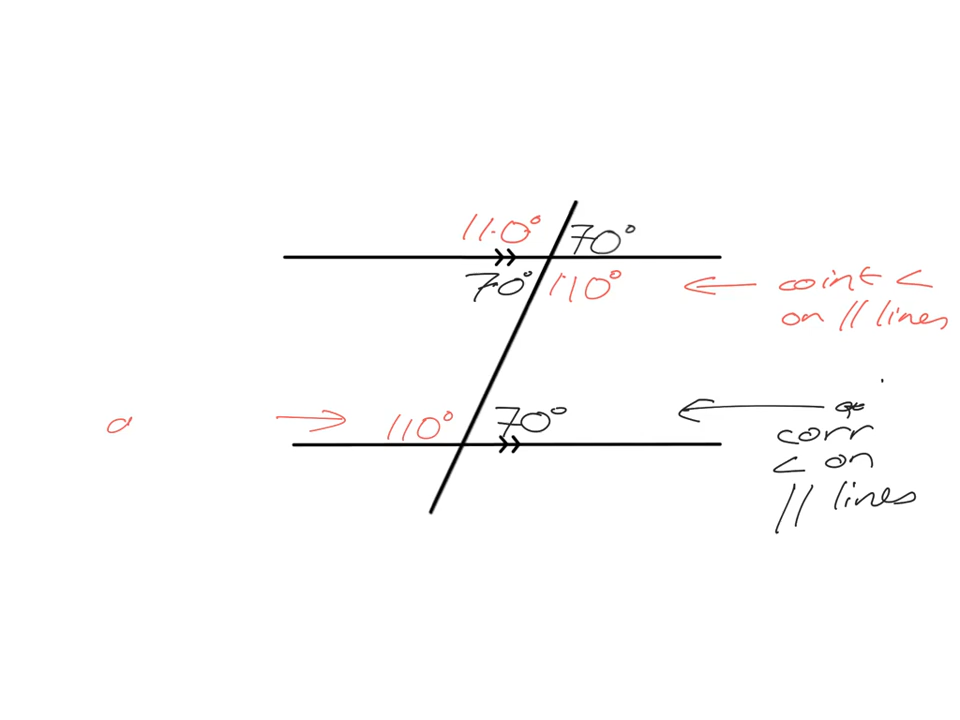 110° 70°
70° 110° ← coint <
on // lines
a → 110° 70° ←
corr
< on
// lines